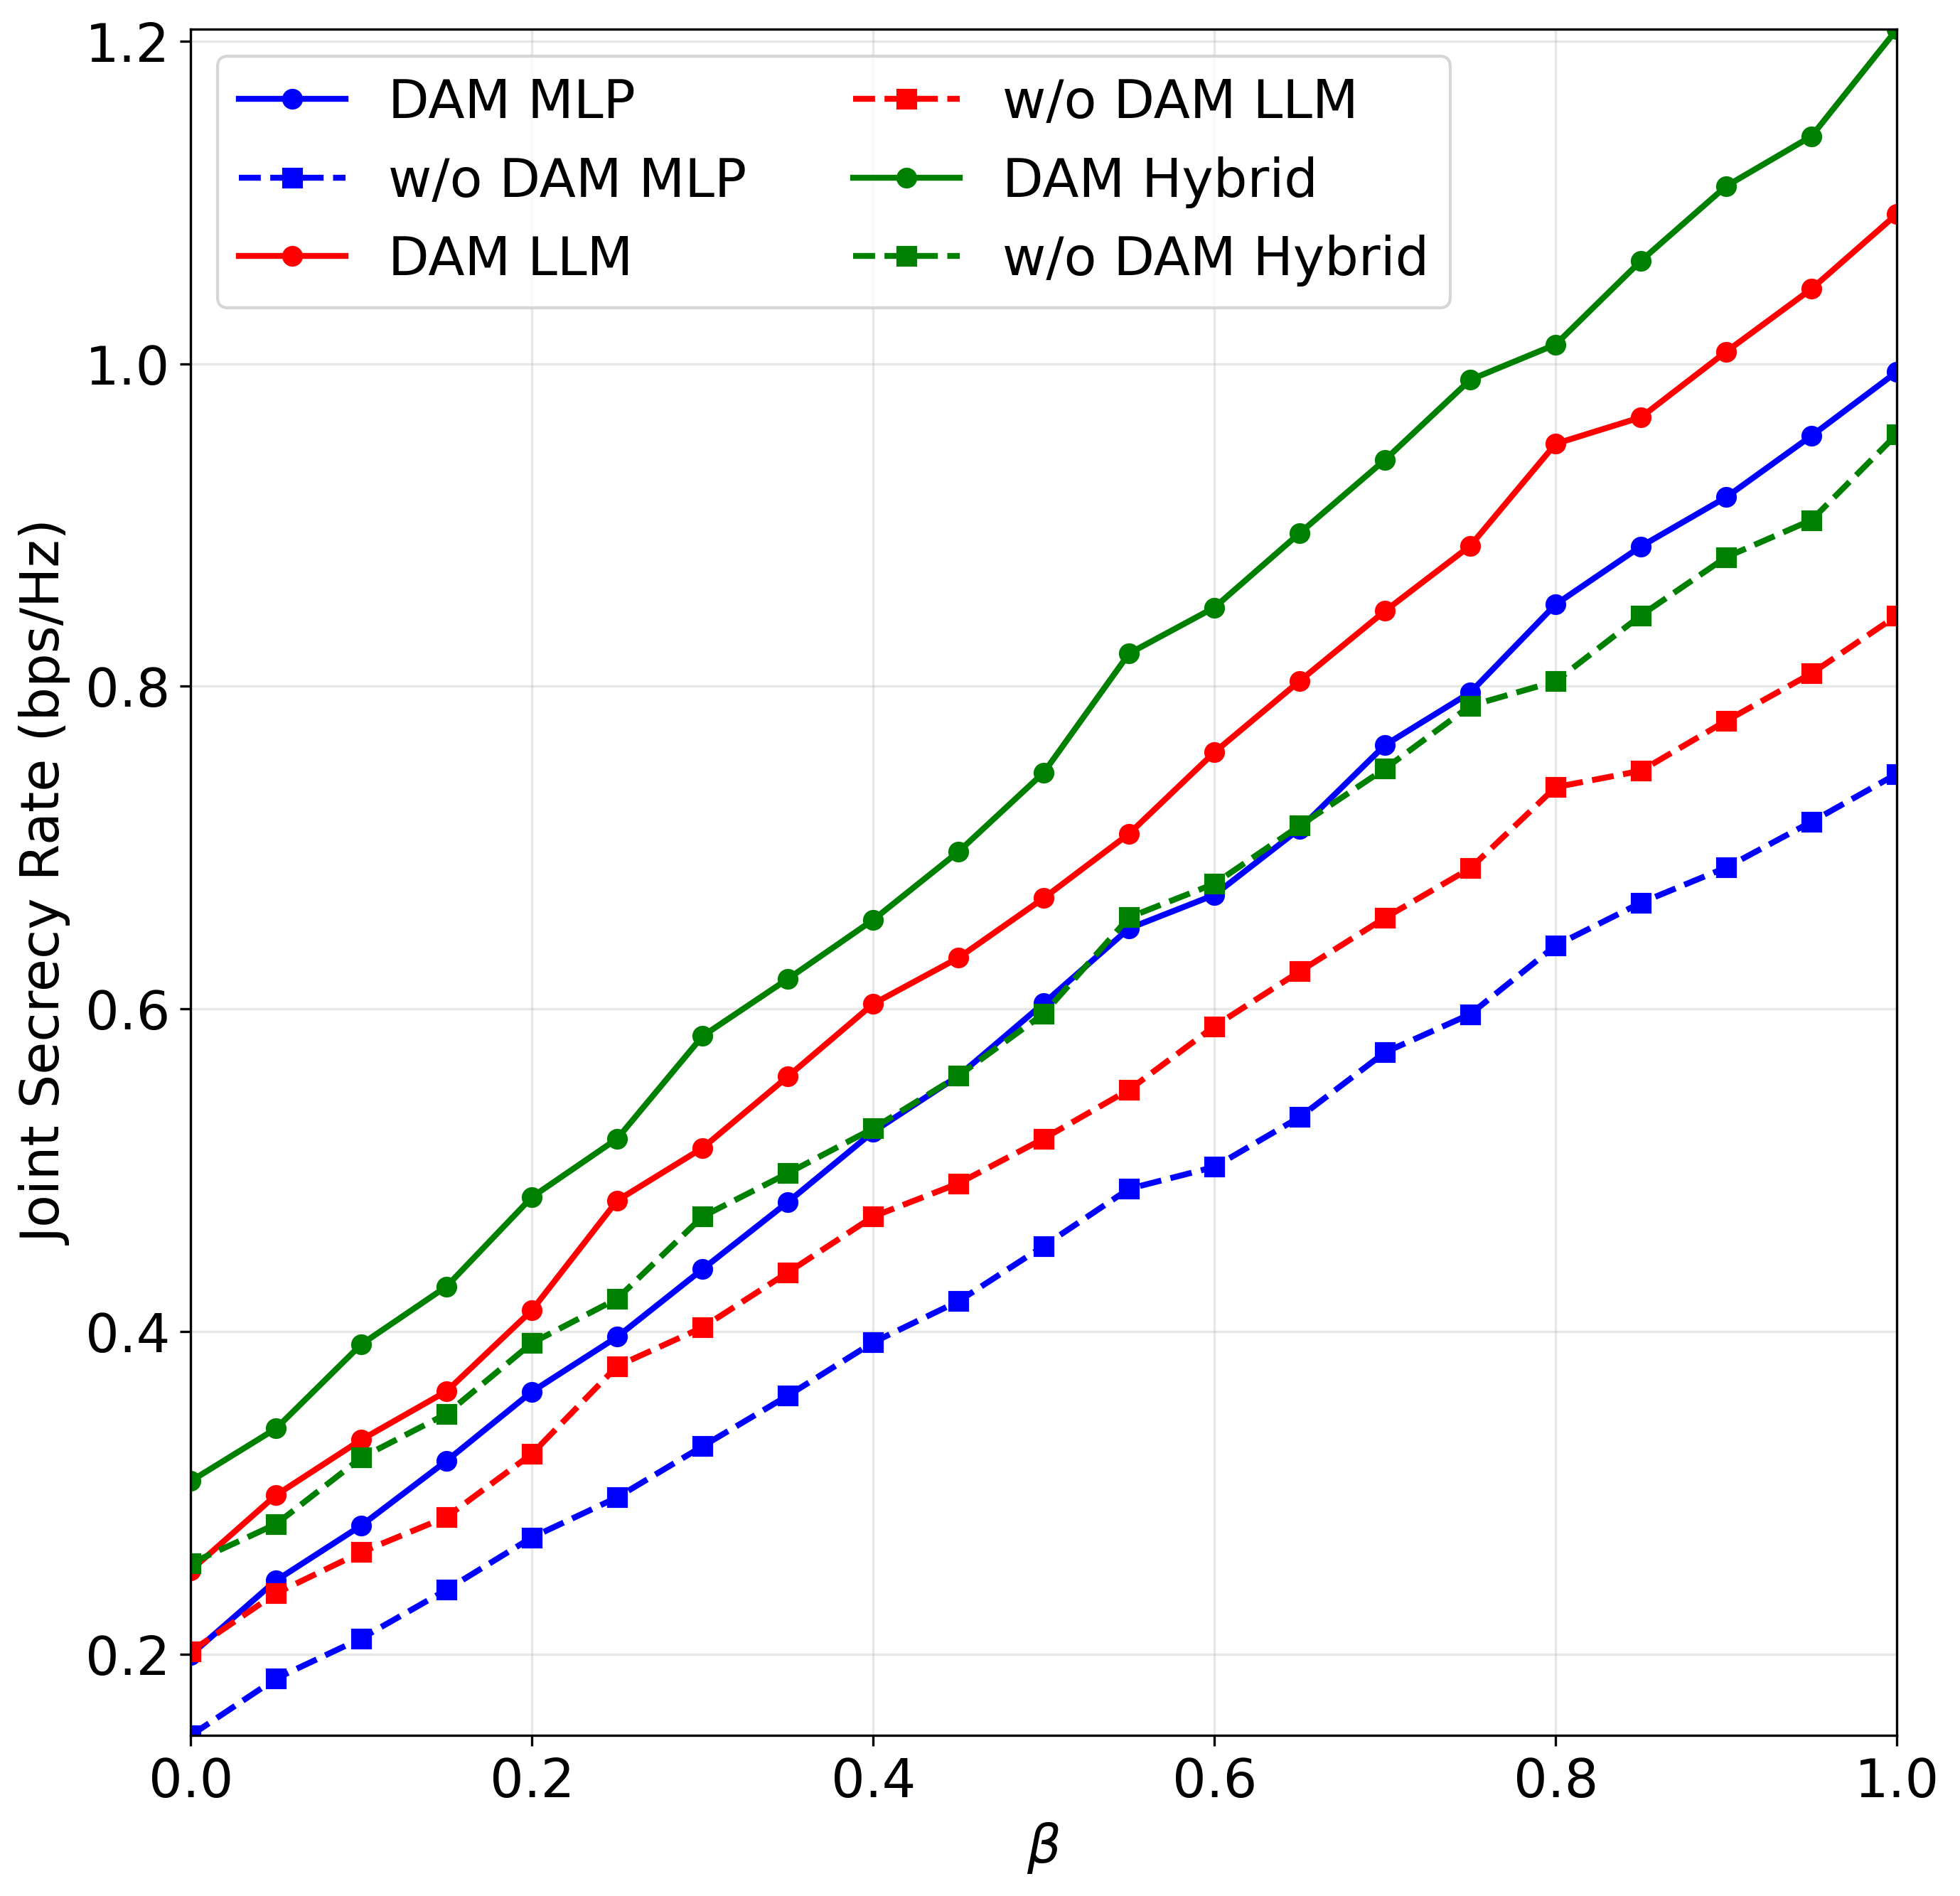 DAM MLP
w/o DAM MLP
DAM LLM
w/o DAM LLM
DAM Hybrid
w/o DAM Hybrid
Joint Secrecy Rate (bps/Hz)
1.2
1.0
0.8
0.6
0.4
0.2
0.0
0.2
0.4
0.6
0.8
1.0
β